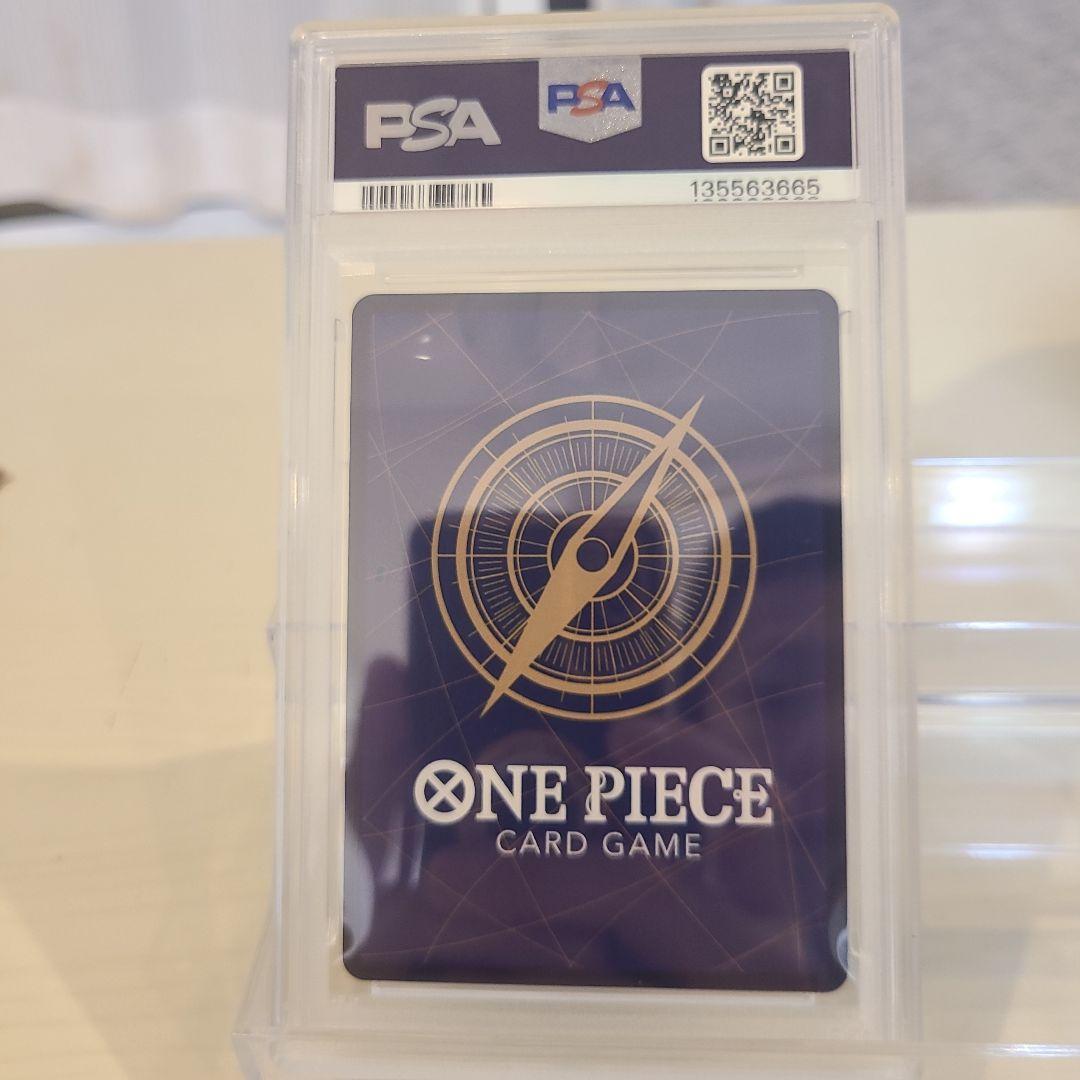 PSA
PSA
135563665
ONE PIECE
CARD GAME